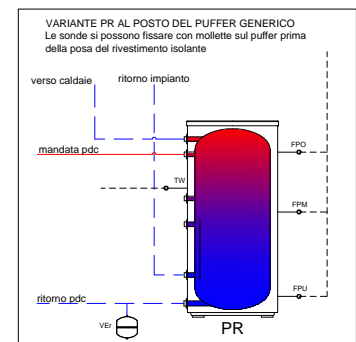 VARIANTE PR AL POSTO DEL PUFFER GENERICO
Le sonde si possono fissare con mollette sul puffer prima
della posa del rivestimento isolante
verso caldaie
ritorno impianto
FPO
mandata pdc
TW
FPM
FPU
ritorno pdc
VEr
PR